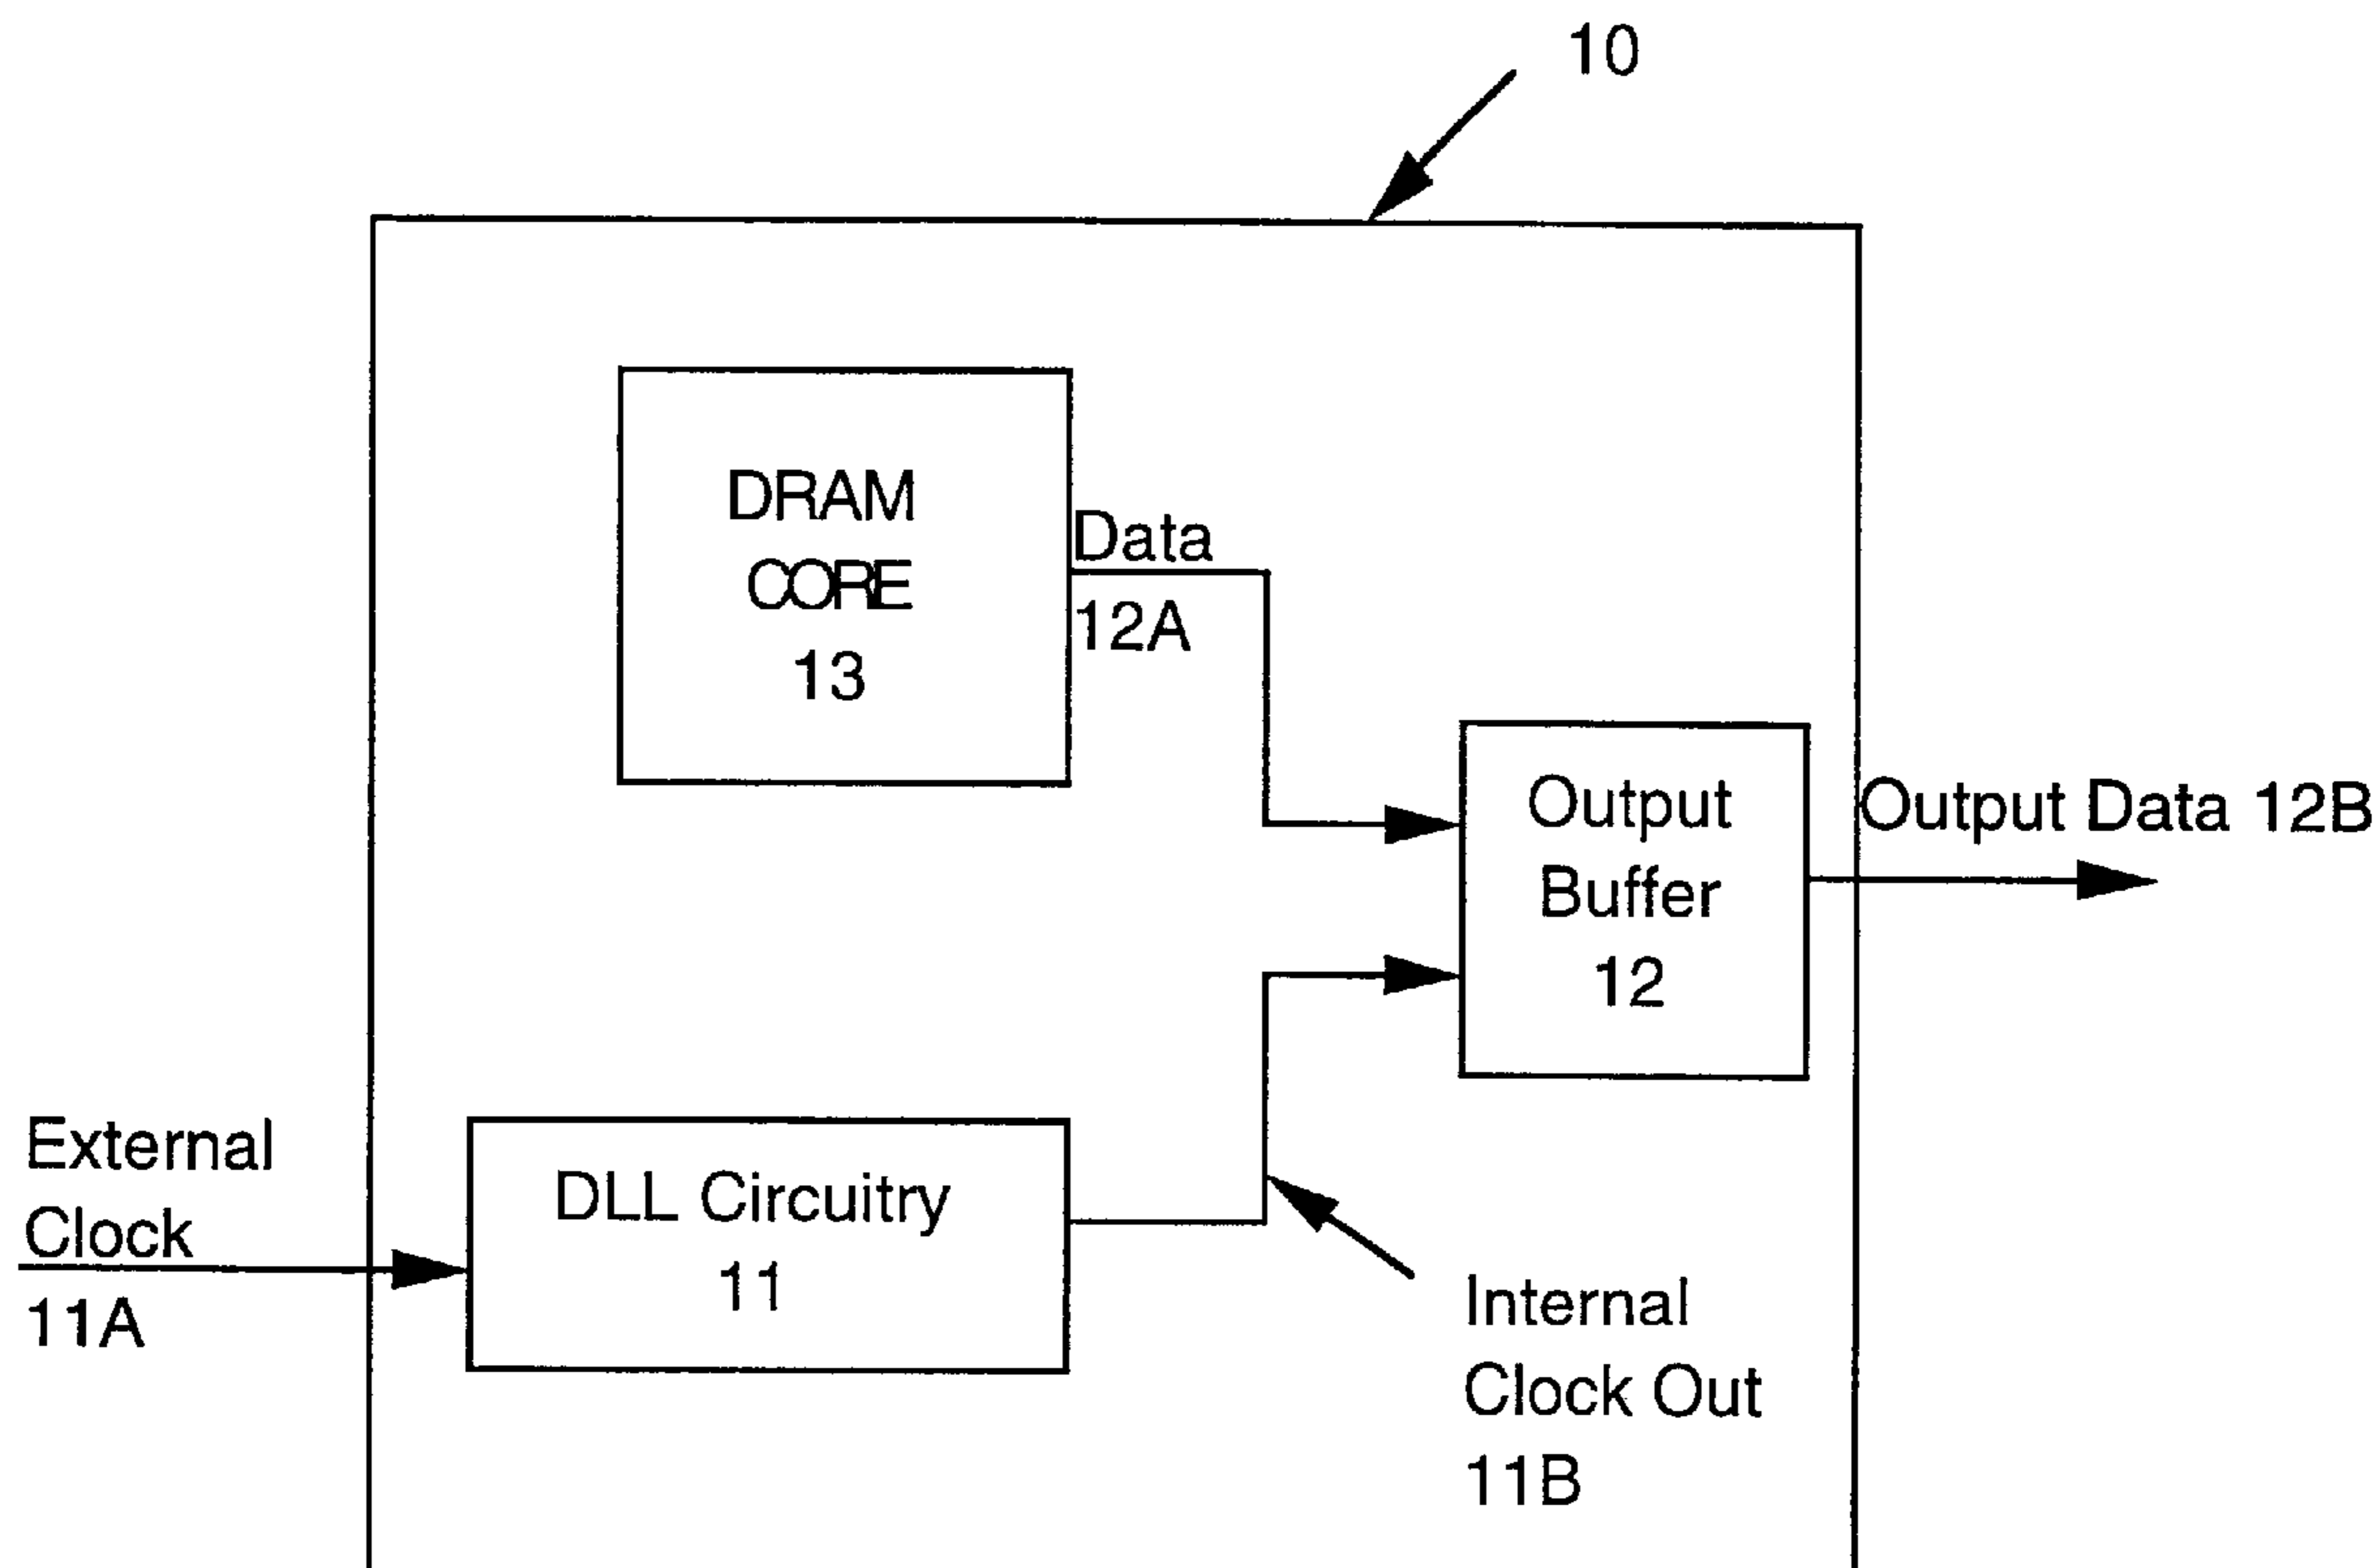 10
DRAM
CORE
13
Data
12A
Output
Buffer
12
Output Data 12B
External
Clock
11A
DLL Circuitry
11
Internal
Clock Out
11B